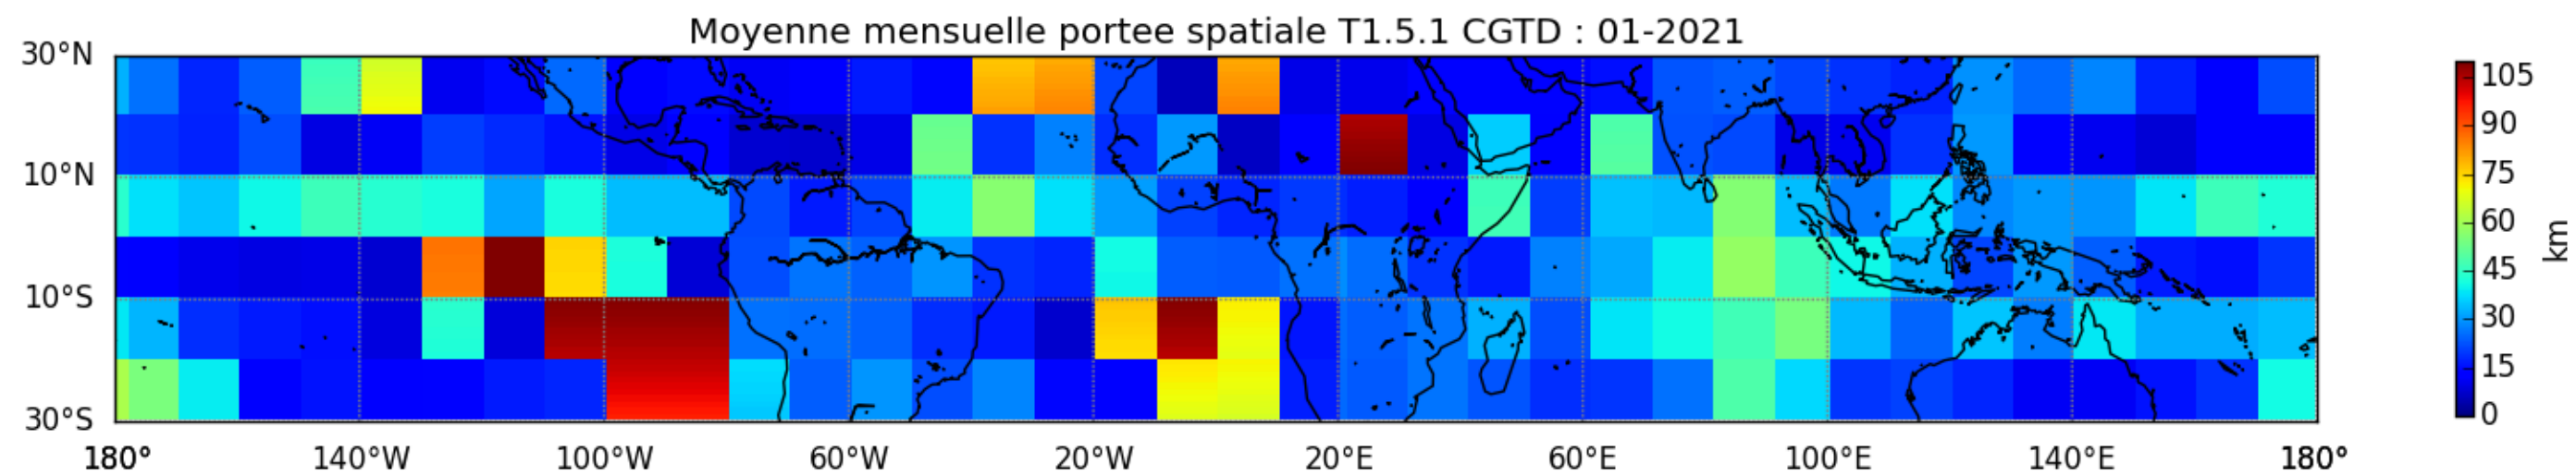 Moyenne mensuelle portee spatiale T1.5.1 CGTD : 01-2021
30°N
10°N
10°S
30°S
180° 140°W 100°W 60°W 20°W 20°E 60°E 100°E 140°E 180°
105
90
75
60
45
30
15
0
km